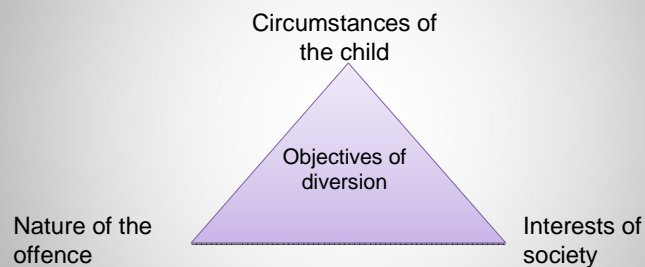 Circumstances of
the child
Objectives of
diversion
Nature of the
offence
Interests of
society